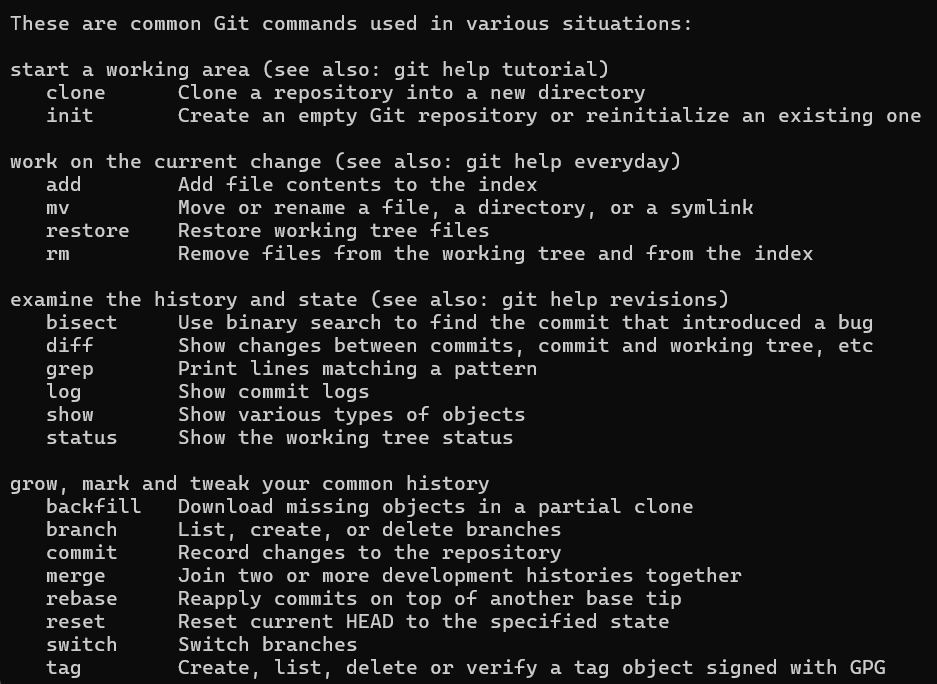 These are common Git commands used in various situations:

start a working area (see also: git help tutorial)
   clone      Clone a repository into a new directory
   init       Create an empty Git repository or reinitialize an existing one

work on the current change (see also: git help everyday)
   add        Add file contents to the index
   mv         Move or rename a file, a directory, or a symlink
   restore    Restore working tree files
   rm         Remove files from the working tree and from the index

examine the history and state (see also: git help revisions)
   bisect     Use binary search to find the commit that introduced a bug
   diff       Show changes between commits, commit and working tree, etc
   grep       Print lines matching a pattern
   log        Show commit logs
   show       Show various types of objects
   status     Show the working tree status

grow, mark and tweak your common history
   backfill   Download missing objects in a partial clone
   branch     List, create, or delete branches
   commit     Record changes to the repository
   merge      Join two or more development histories together
   rebase     Reapply commits on top of another base tip
   reset      Reset current HEAD to the specified state
   switch     Switch branches
   tag        Create, list, delete or verify a tag object signed with GPG